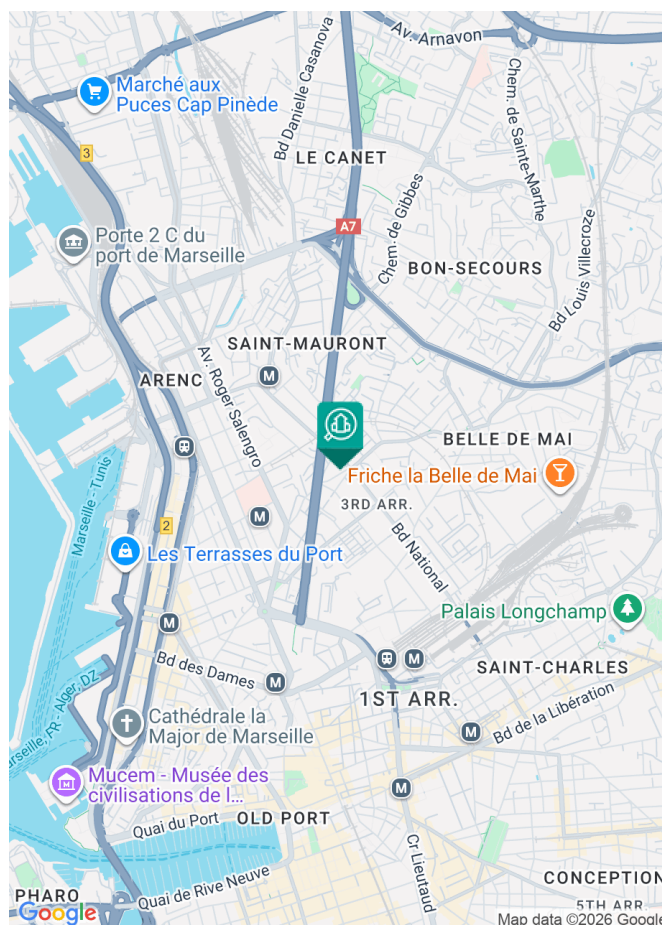 Av. Arnavon
Marché aux
Puces Cap Pinède
Bd Danielle Casanova
Chem. de Sainte-Marthe
3
LE CANET
Chem. de Gibbes
A7
Porte 2 C du
port de Marseille
BON-SECOURS
Bd Louis Villecroze
SAINT-MAURONT
ARENC
M
Av. Roger Salengro
BELLE DE MAI
Friche la Belle de Mai
3RD ARR.
Marseille - Tunis
M
2
Bd National
Les Terrasses du Port
Palais Longchamp
M
Bd des Dames
M
M
SAINT-CHARLES
1ST ARR.
Bd de la Libération
M
Cathédrale la
Major de Marseille
arseille, FR - Alger, DZ
Mucem - Musée des
civilisations de l...
M
Quai du Port
OLD PORT
Cr Lieutaud
Quai de Rive Neuve
CONCEPTION
PHARO
5TH ARR.
Google
Map data ©2026 Google